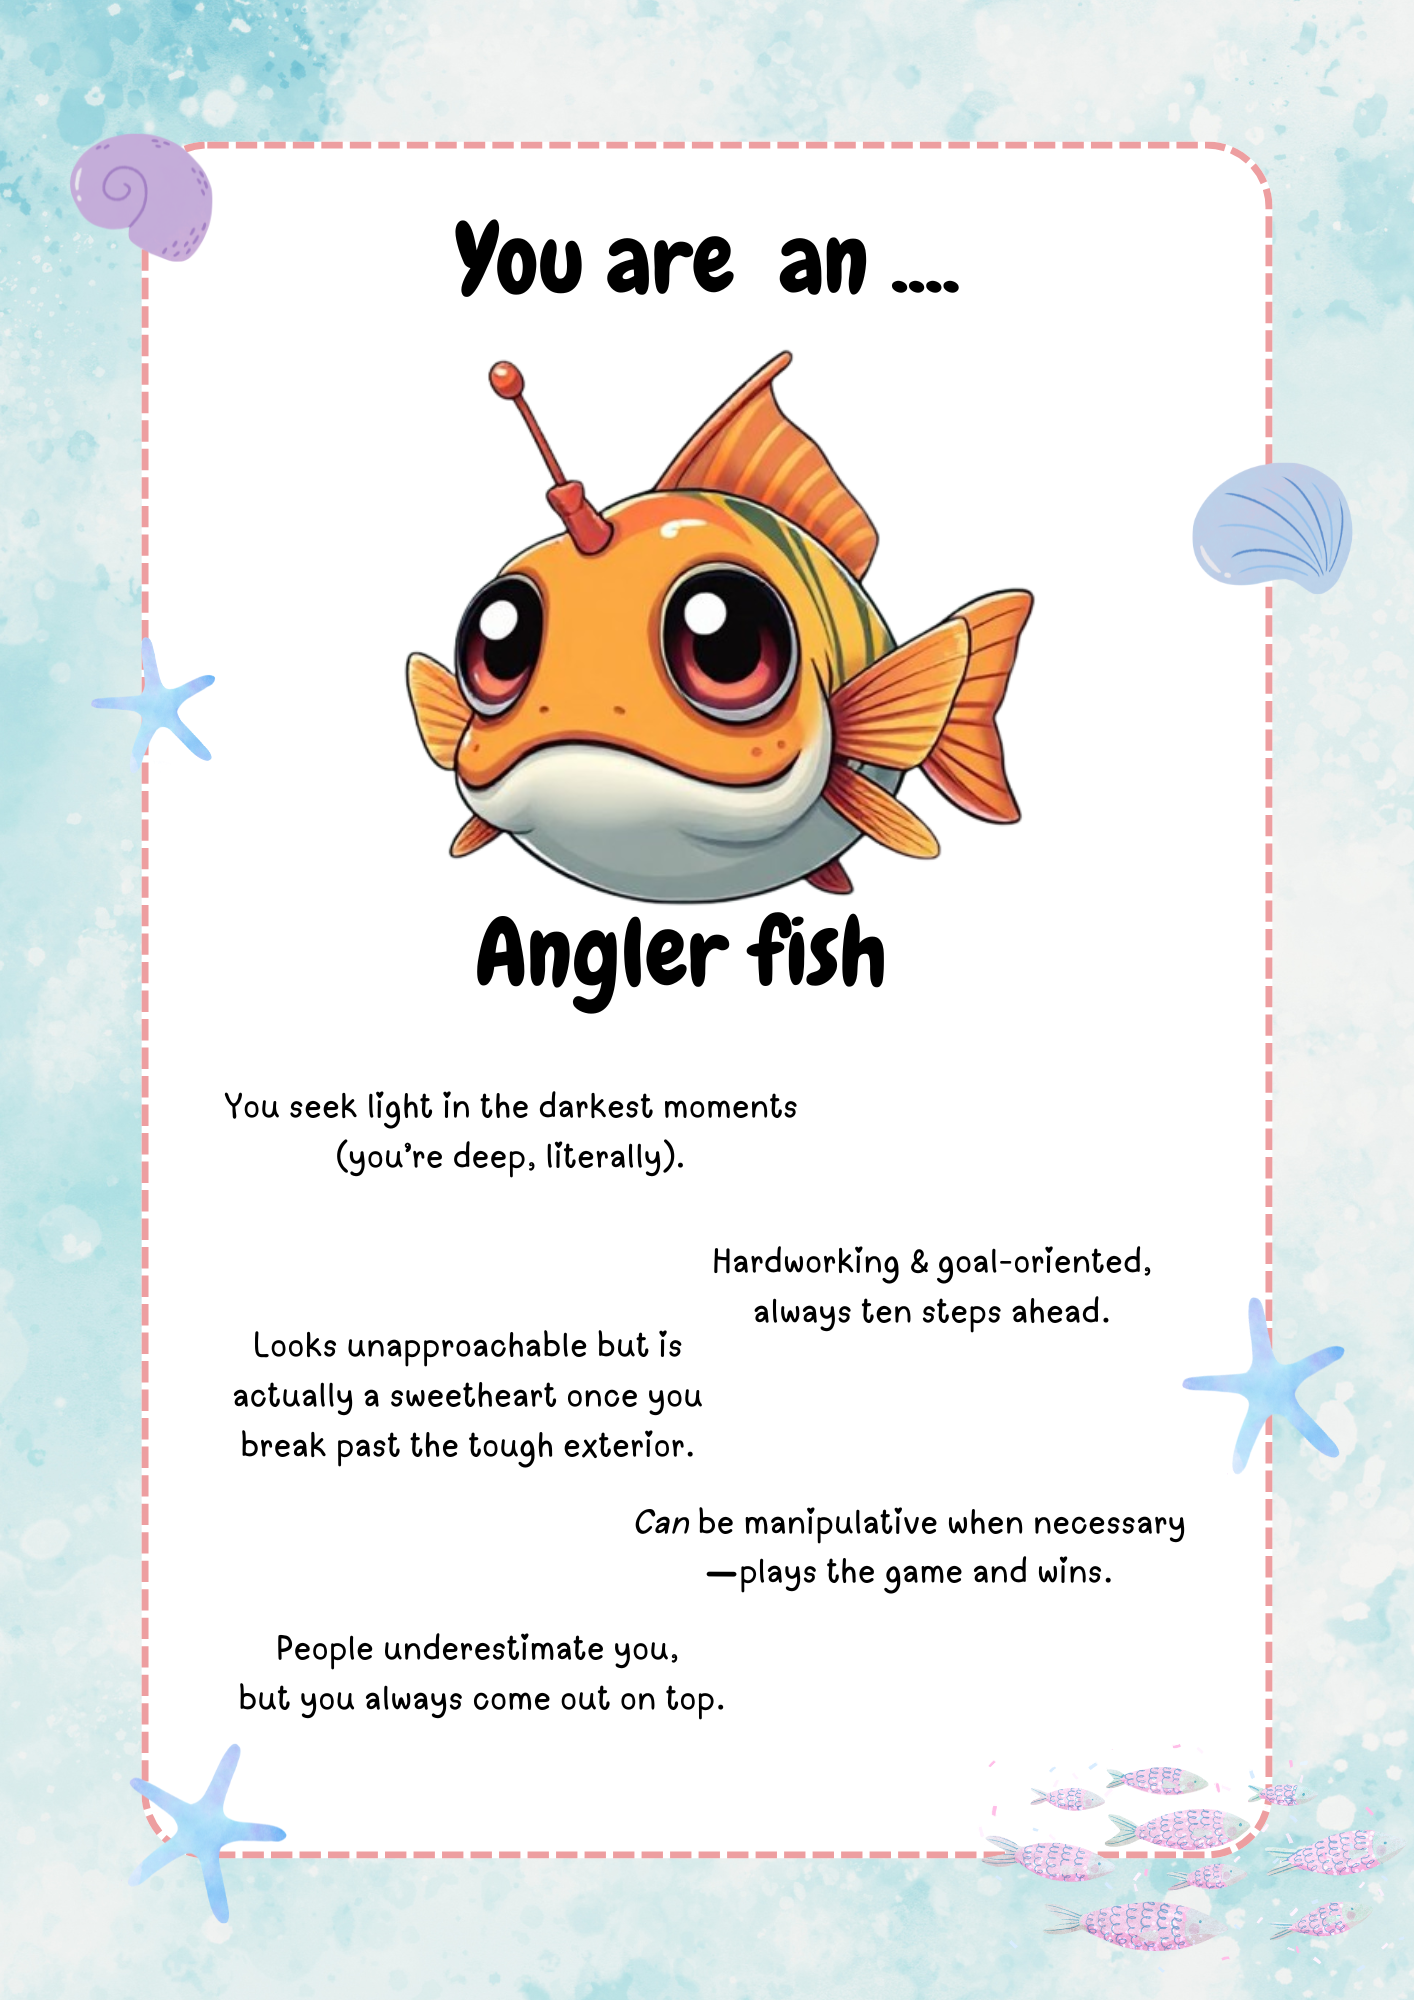 You are  an ....
Angler fish
You seek light in the darkest moments
(you're deep, literally).
Hardworking & goal-oriented,
always ten steps ahead.
Looks unapproachable but is
actually a sweetheart once you
break past the tough exterior.
Can be manipulative when necessary
—plays the game and wins.
People underestimate you,
but you always come out on top.